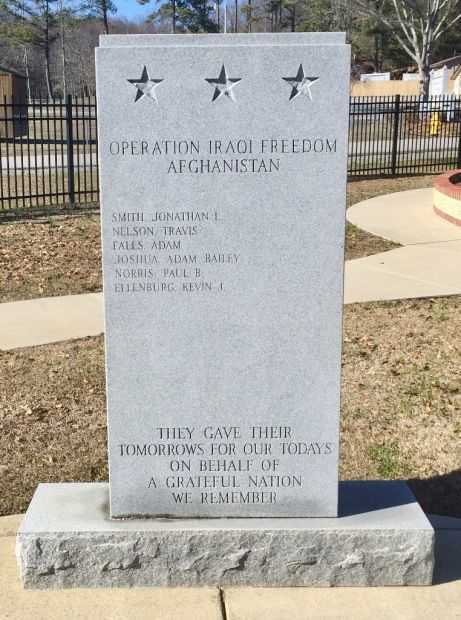 OPERATION IRAQI FREEDOM
AFGHANISTAN
SMITH, JONATHAN L.
NELSON, TRAVIS
FALLS, ADAM
JOSHUA, ADAM BAILEY
NORRIS, PAUL B.
ELLENBURG, KEVIN J.
THEY GAVE THEIR
TOMORROWS FOR OUR TODAYS
ON BEHALF OF
A GRATEFUL NATION
WE REMEMBER